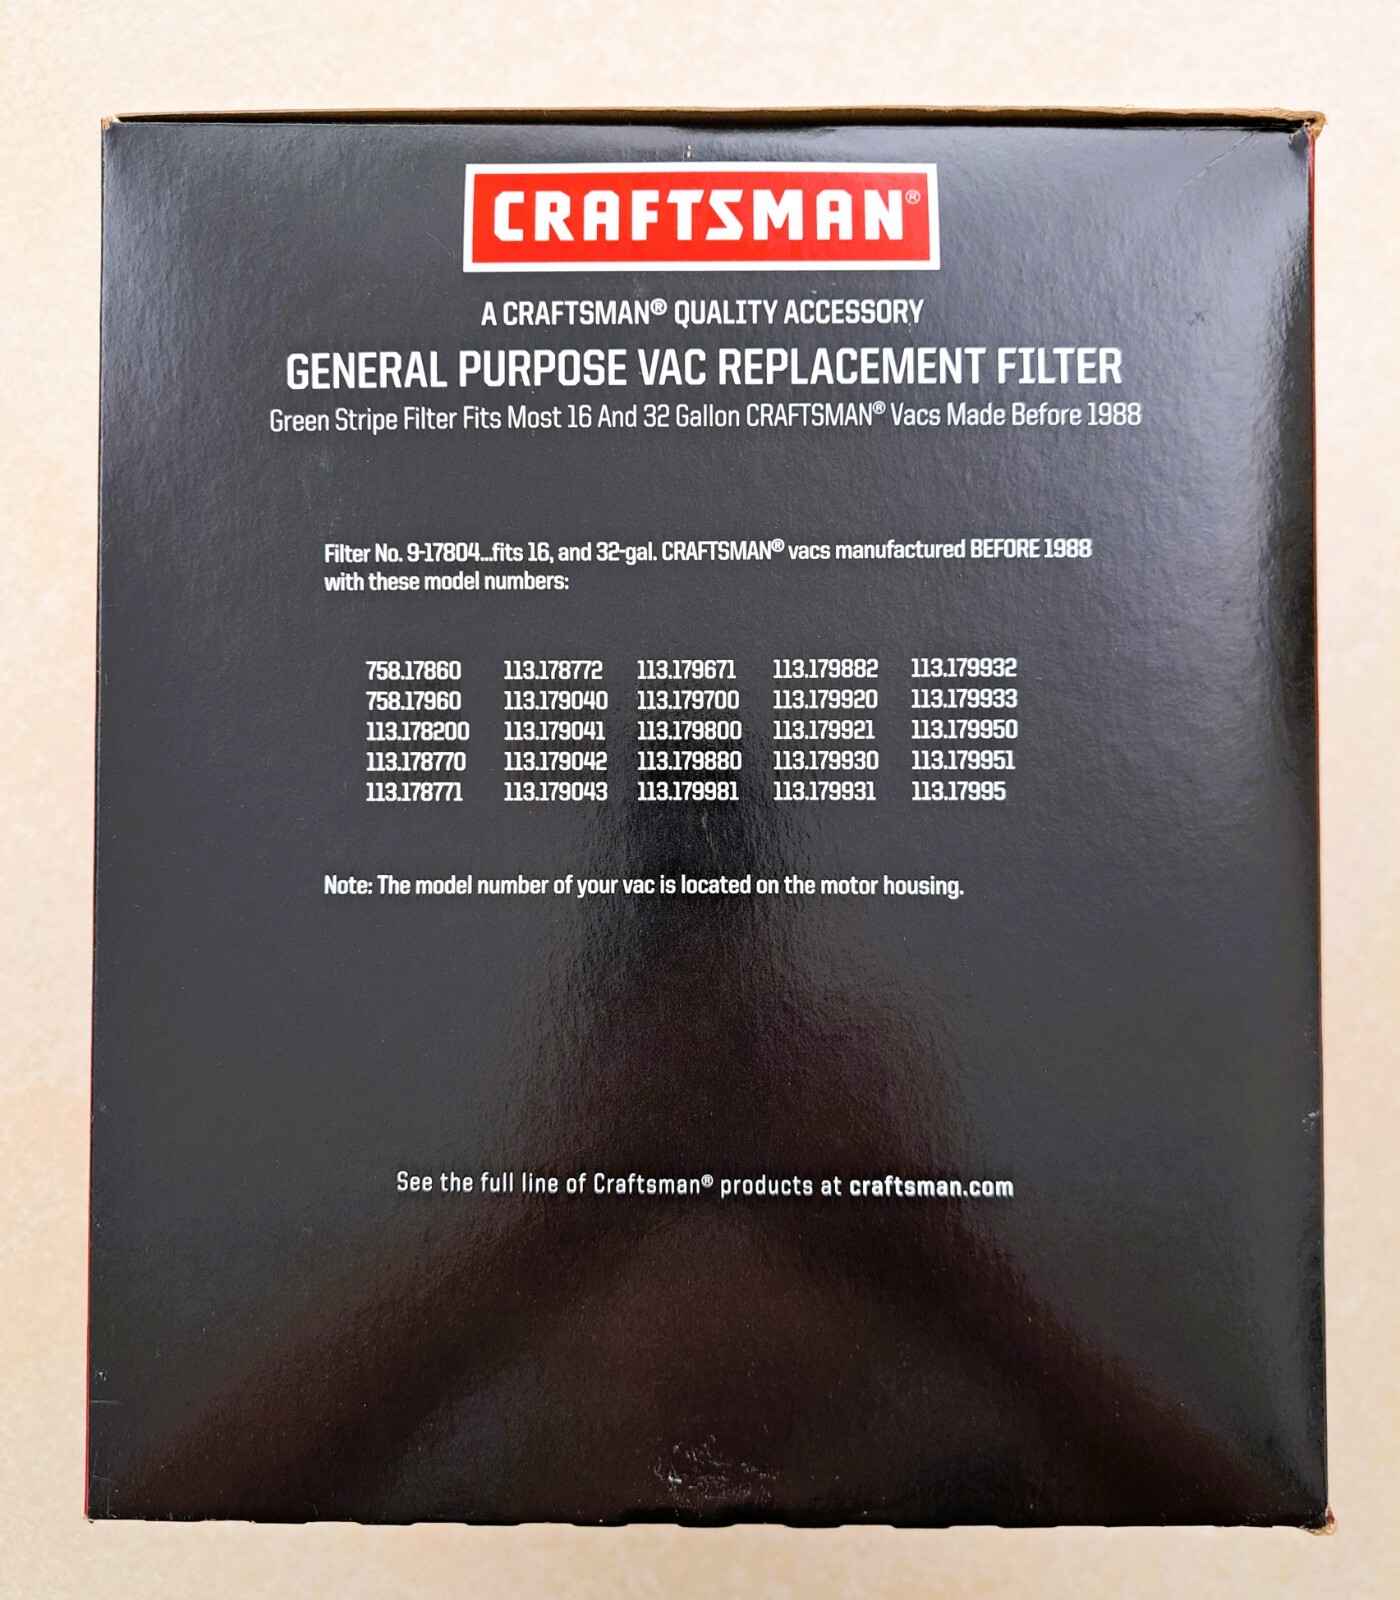 CRAFTSMAN®
A CRAFTSMAN® QUALITY ACCESSORY
GENERAL PURPOSE VAC REPLACEMENT FILTER
Green Stripe Filter Fits Most 16 And 32 Gallon CRAFTSMAN® Vacs Made Before 1988
Filter No. 9-17804...fits 16, and 32-gal. CRAFTSMAN® vacs manufactured BEFORE 1988
with these model numbers:
758.17860 113.178772 113.179671 113.179882 113.179932
758.17960 113.179040 113.179700 113.179920 113.179933
113.178200 113.179041 113.179800 113.179921 113.179950
113.178770 113.179042 113.179880 113.179930 113.179951
113.178771 113.179043 113.179981 113.179931 113.17995
Note: The model number of your vac is located on the motor housing.
See the full line of Craftsman® products at craftsman.com